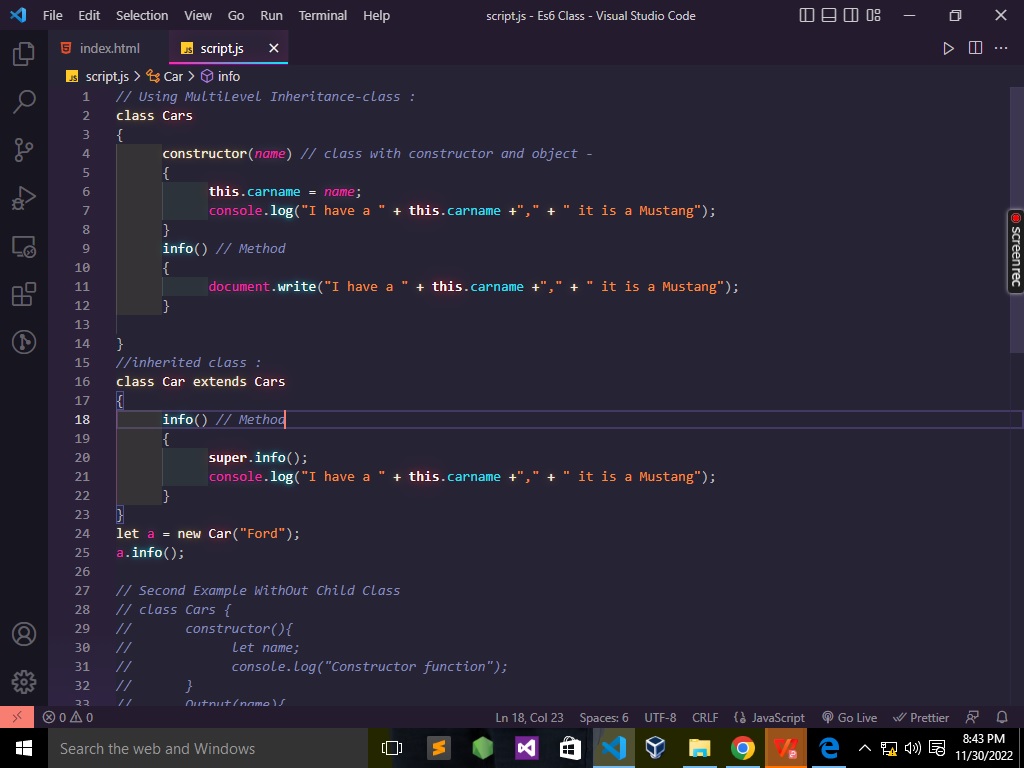 File Edit Selection View Go Run Terminal Help script.js - Es6 Class - Visual Studio Code
index.html JS script.js
JS script.js > Car > info
1 // Using MultiLevel Inheritance-class :
2 class Cars
3 {
4 constructor(name) // class with constructor and object -
5 {
6 this.carname = name;
7 console.log("I have a " + this.carname +"," + " it is a Mustang");
8 }
9 info() // Method
10 {
11 document.write("I have a " + this.carname +"," + " it is a Mustang");
12 }
13
14 }
15 //inherited class :
16 class Car extends Cars
17 {
18 info() // Method
19 {
20 super.info();
21 console.log("I have a " + this.carname +"," + " it is a Mustang");
22 }
23 }
24 let a = new Car("Ford");
25 a.info();
26
27 // Second Example WithOut Child Class
28 // class Cars {
29 // constructor(){
30 // let name;
31 // console.log("Constructor function");
32 // }
33 // Output(name){
screenrec
0 0 Ln 18, Col 23 Spaces: 6 UTF-8 CRLF JavaScript Go Live Prettier
Search the web and Windows
8:43 PM
11/30/2022